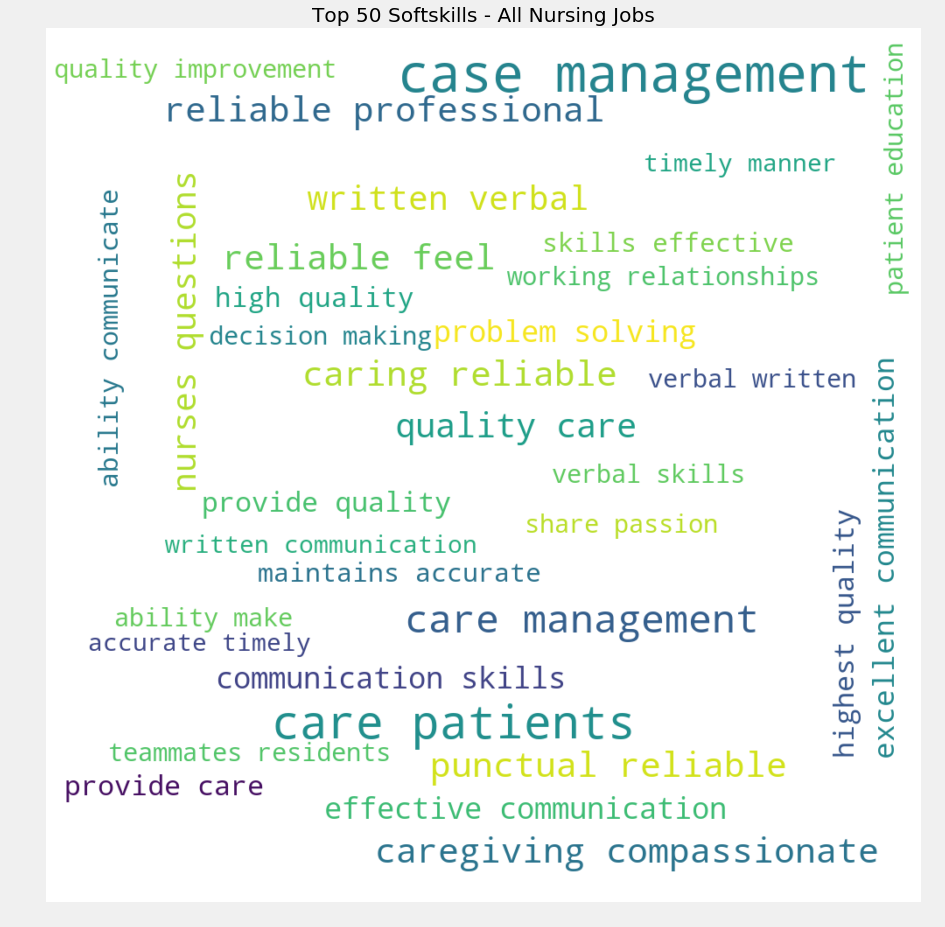 Top 50 Softskills - All Nursing Jobs
quality improvement
case management
reliable professional
patient education
timely manner
ability communicate
nurses questions
written verbal
skills effective
reliable feel
working relationships
high quality
decision making
problem solving
caring reliable
verbal written
excellent communication
quality care
verbal skills
provide quality
share passion
highest quality
written communication
maintains accurate
ability make
care management
accurate timely
communication skills
care patients
teammates residents
punctual reliable
provide care
effective communication
caregiving compassionate